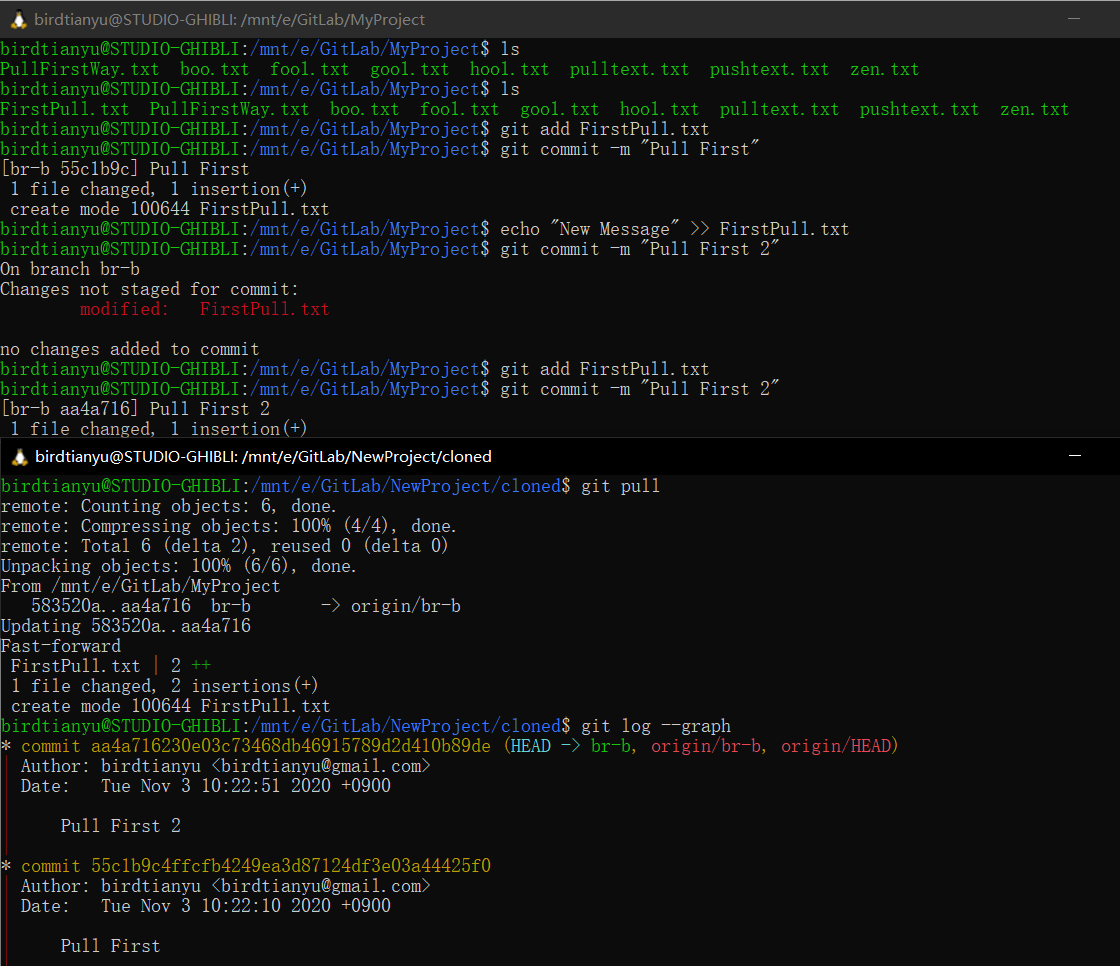 birdtianyu@STUDIO-GHIBLI: /mnt/e/GitLab/MyProject
birdtianyu@STUDIO-GHIBLI:/mnt/e/GitLab/MyProject$ ls
PullFirstWay.txt  boo.txt  fool.txt  gool.txt  hool.txt  pulltext.txt  pushtext.txt  zen.txt
birdtianyu@STUDIO-GHIBLI:/mnt/e/GitLab/MyProject$ ls
FirstPull.txt  PullFirstWay.txt  boo.txt  fool.txt  gool.txt  hool.txt  pulltext.txt  pushtext.txt  zen.txt
birdtianyu@STUDIO-GHIBLI:/mnt/e/GitLab/MyProject$ git add FirstPull.txt
birdtianyu@STUDIO-GHIBLI:/mnt/e/GitLab/MyProject$ git commit -m "Pull First"
[br-b 55c1b9c] Pull First
 1 file changed, 1 insertion(+)
 create mode 100644 FirstPull.txt
birdtianyu@STUDIO-GHIBLI:/mnt/e/GitLab/MyProject$ echo "New Message" >> FirstPull.txt
birdtianyu@STUDIO-GHIBLI:/mnt/e/GitLab/MyProject$ git commit -m "Pull First 2"
On branch br-b
Changes not staged for commit:
        modified:   FirstPull.txt
no changes added to commit
birdtianyu@STUDIO-GHIBLI:/mnt/e/GitLab/MyProject$ git add FirstPull.txt
birdtianyu@STUDIO-GHIBLI:/mnt/e/GitLab/MyProject$ git commit -m "Pull First 2"
[br-b aa4a716] Pull First 2
 1 file changed, 1 insertion(+)
birdtianyu@STUDIO-GHIBLI: /mnt/e/GitLab/NewProject/cloned
birdtianyu@STUDIO-GHIBLI:/mnt/e/GitLab/NewProject/cloned$ git pull
remote: Counting objects: 6, done.
remote: Compressing objects: 100% (4/4), done.
remote: Total 6 (delta 2), reused 0 (delta 0)
Unpacking objects: 100% (6/6), done.
From /mnt/e/GitLab/MyProject
   583520a..aa4a716  br-b       -> origin/br-b
Updating 583520a..aa4a716
Fast-forward
 FirstPull.txt | 2 ++
 1 file changed, 2 insertions(+)
 create mode 100644 FirstPull.txt
birdtianyu@STUDIO-GHIBLI:/mnt/e/GitLab/NewProject/cloned$ git log --graph
* commit aa4a716230e03c73468db46915789d2d410b89de (HEAD -> br-b, origin/br-b, origin/HEAD)
| Author: birdtianyu <birdtianyu@gmail.com>
| Date:   Tue Nov 3 10:22:51 2020 +0900
|
|     Pull First 2
|
* commit 55c1b9c4ffcfb4249ea3d87124df3e03a44425f0
| Author: birdtianyu <birdtianyu@gmail.com>
| Date:   Tue Nov 3 10:22:10 2020 +0900
|
|     Pull First